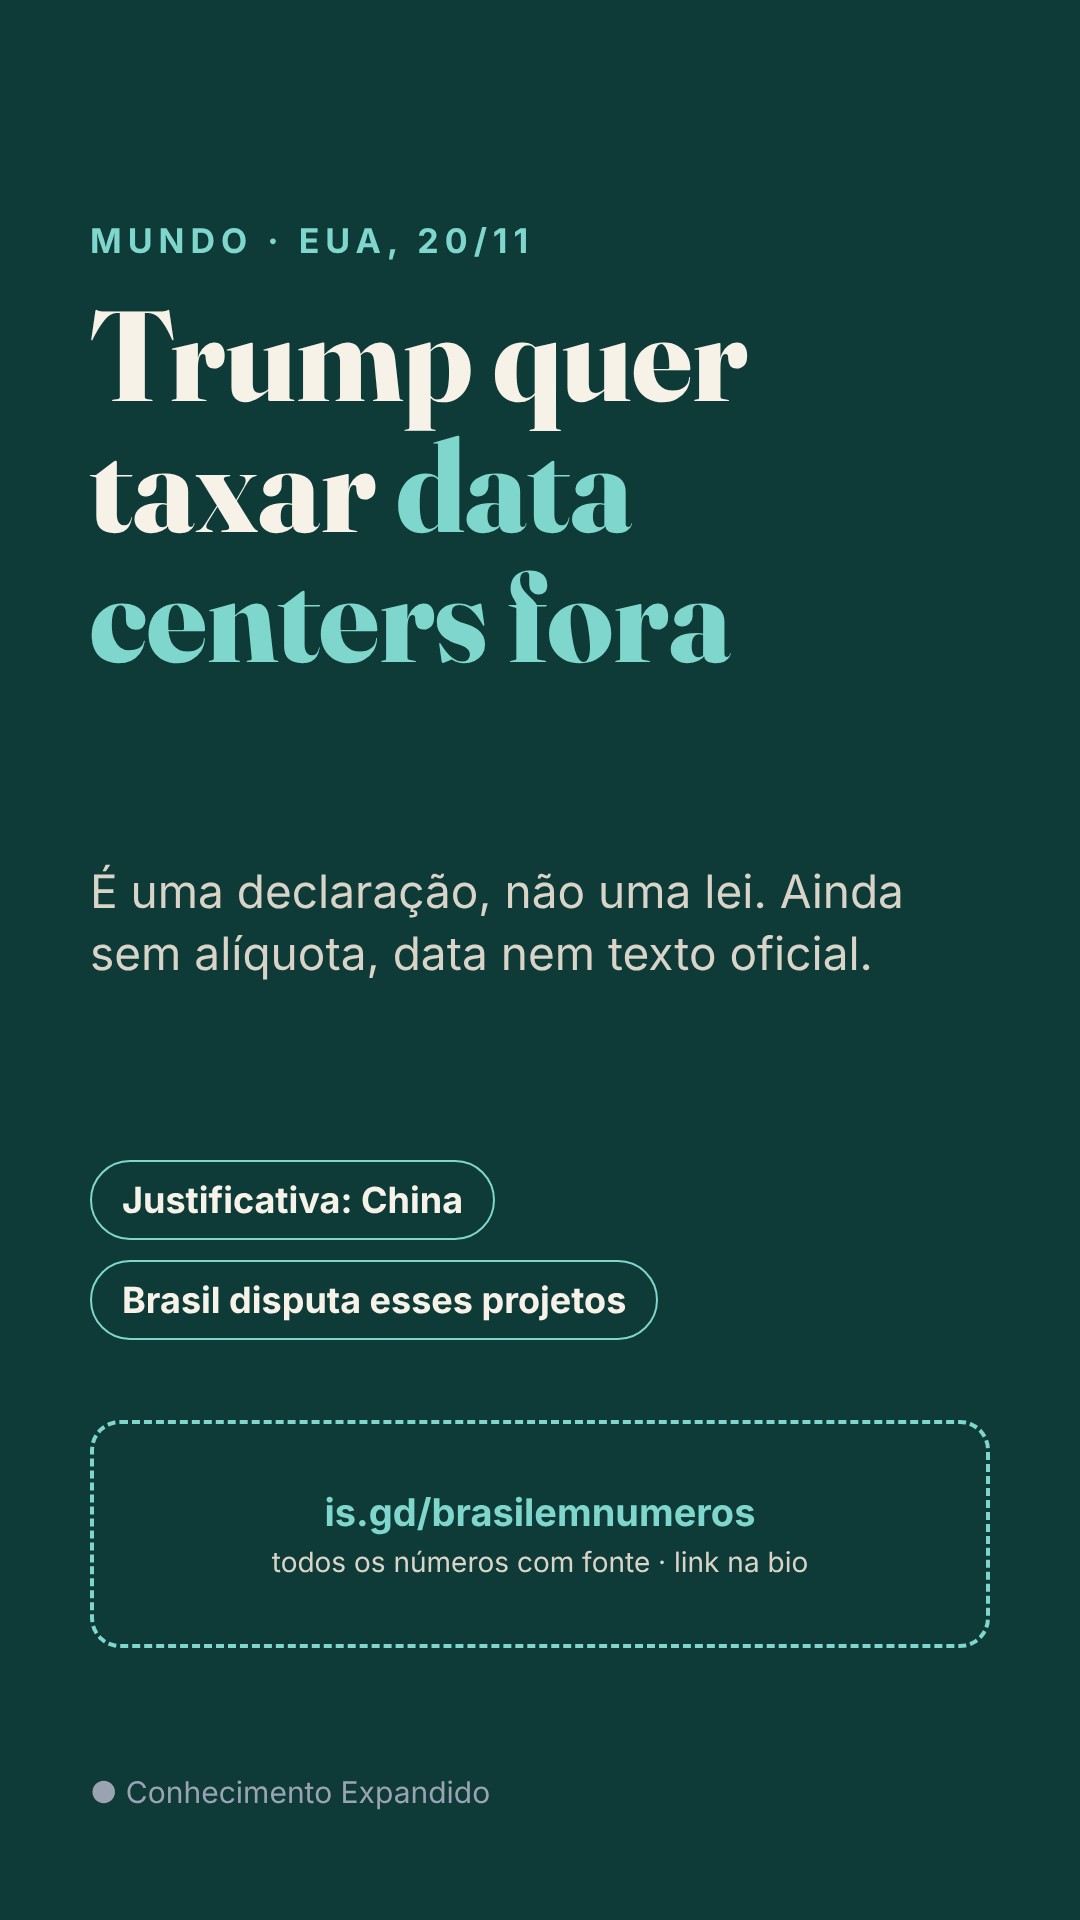 MUNDO · EUA, 20/11
Trump quer
taxar data
centers fora
É uma declaração, não uma lei. Ainda
sem alíquota, data nem texto oficial.
Justificativa: China
Brasil disputa esses projetos
is.gd/brasilemnumeros
todos os números com fonte · link na bio
Conhecimento Expandido